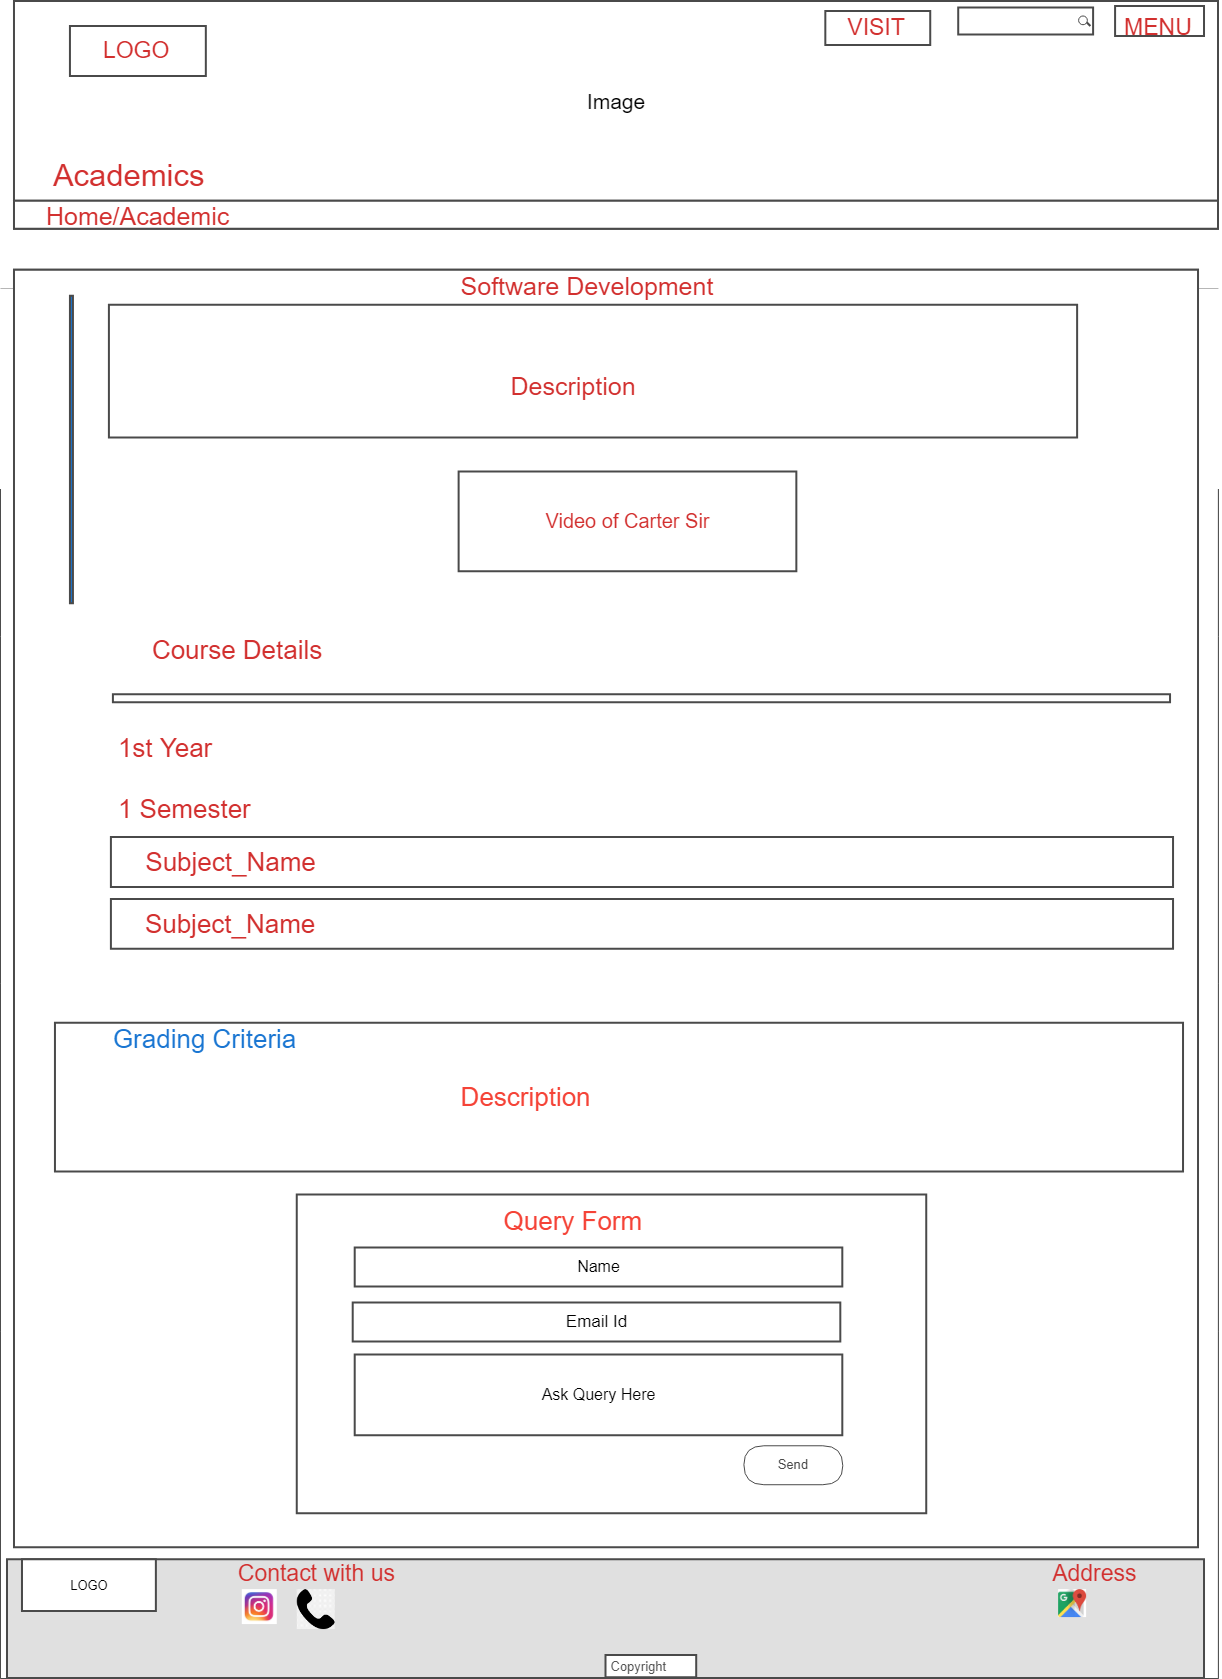 LOGO
VISIT
MENU
Image
Academics
Home/Academic
Software Development
Description
Video of Carter Sir
Course Details
1st Year
1 Semester
Subject_Name
Subject_Name
Grading Criteria
Description
Query Form
Name
Email Id
Ask Query Here
Send
LOGO
Contact with us
Address
G
Copyright